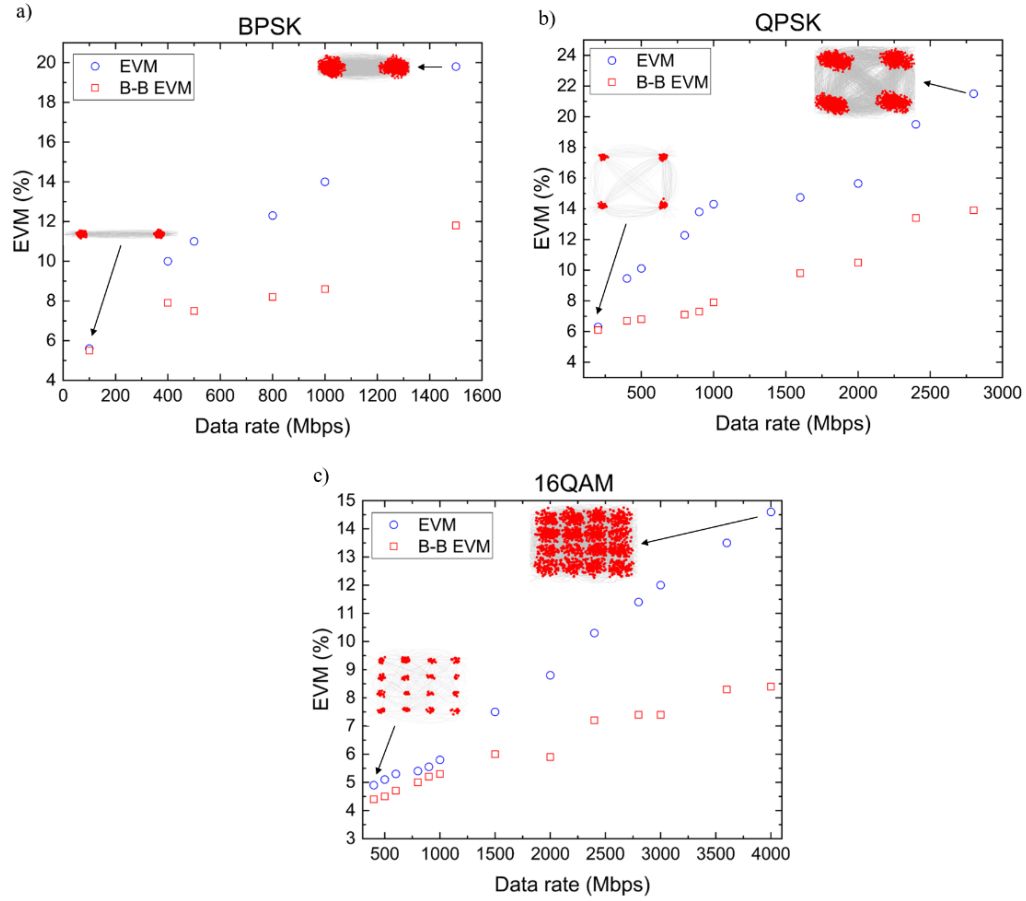 a)
BPSK
EVM
B-B EVM
EVM (%)
20
18
16
14
12
10
8
6
4
0 200 400 600 800 1000 1200 1400 1600
Data rate (Mbps)
b)
QPSK
EVM
B-B EVM
EVM (%)
24
22
20
18
16
14
12
10
8
6
4
500 1000 1500 2000 2500 3000
Data rate (Mbps)
c)
16QAM
EVM
B-B EVM
EVM (%)
15
14
13
12
11
10
9
8
7
6
5
4
3
500 1000 1500 2000 2500 3000 3500 4000
Data rate (Mbps)